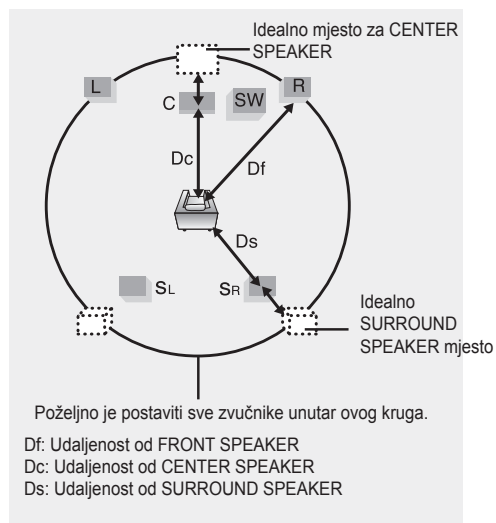 Idealno mjesto za CENTER
SPEAKER
L
R
C
SW
Dc
Df
Ds
SL
SR
Idealno
SURROUND
SPEAKER mjesto
Poželjno je postaviti sve zvučnike unutar ovog kruga.
Df: Udaljenost od FRONT SPEAKER
Dc: Udaljenost od CENTER SPEAKER
Ds: Udaljenost od SURROUND SPEAKER